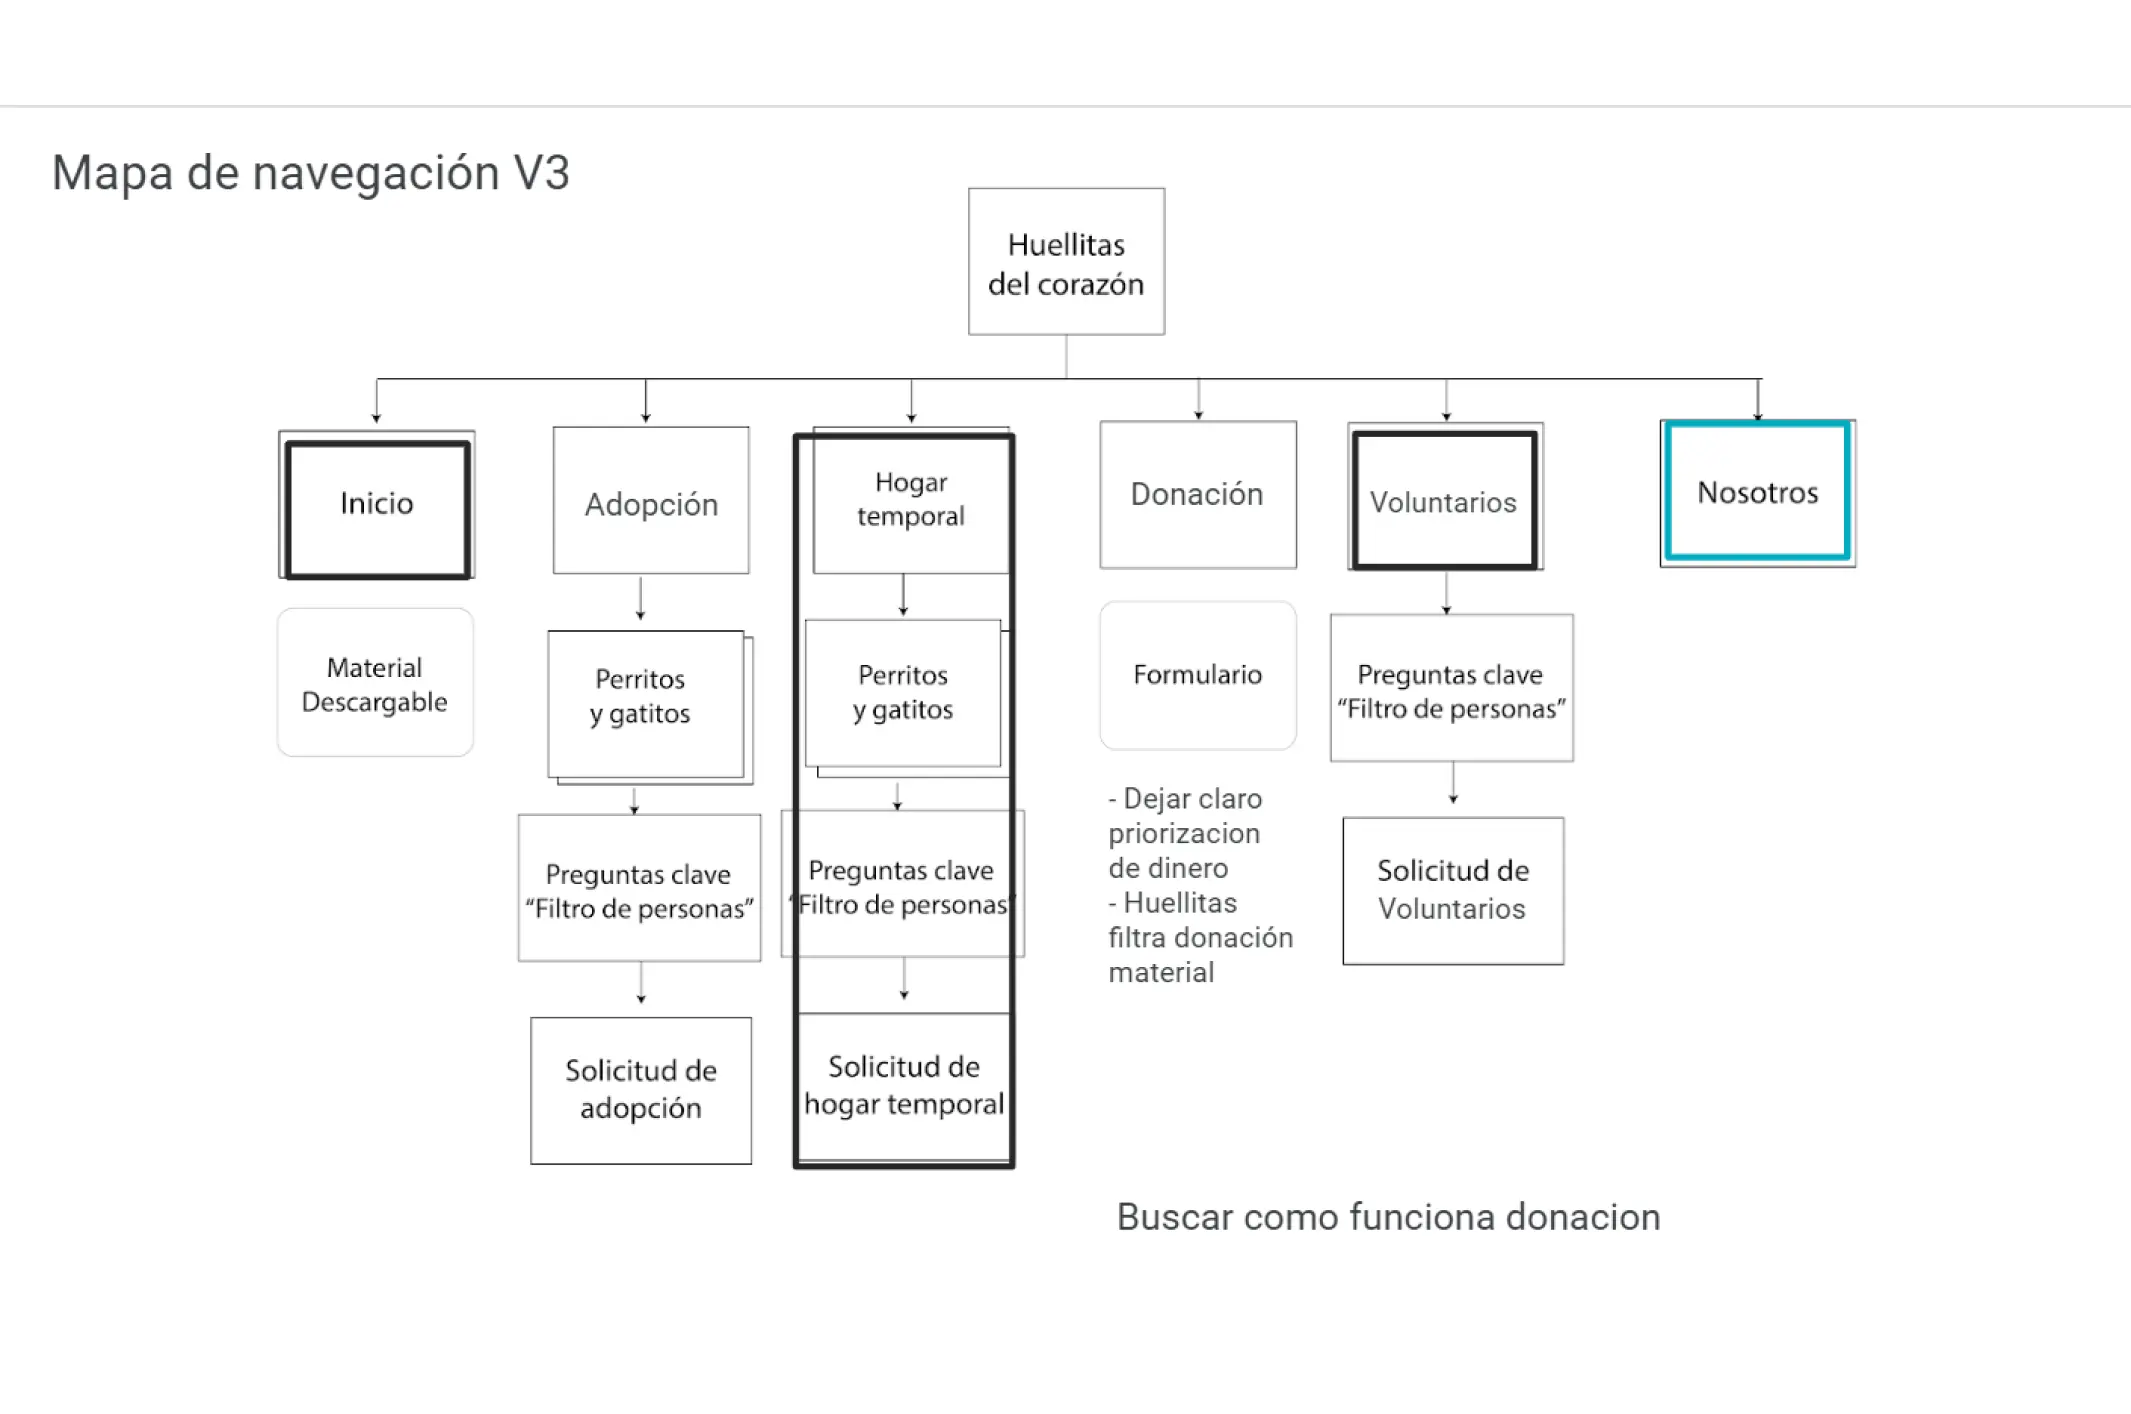 Mapa de navegación V3
Huellitas
del corazón
Inicio
Adopción
Hogar
temporal
Donación
Voluntarios
Nosotros
Material
Descargable
Perritos
y gatitos
Perritos
y gatitos
Formulario
Preguntas clave
“Filtro de personas”
- Dejar claro
priorizacion
de dinero
- Huellitas
filtra donación
material
Preguntas clave
“Filtro de personas”
Preguntas clave
“Filtro de personas”
Solicitud de
Voluntarios
Solicitud de
adopción
Solicitud de
hogar temporal
Buscar como funciona donacion